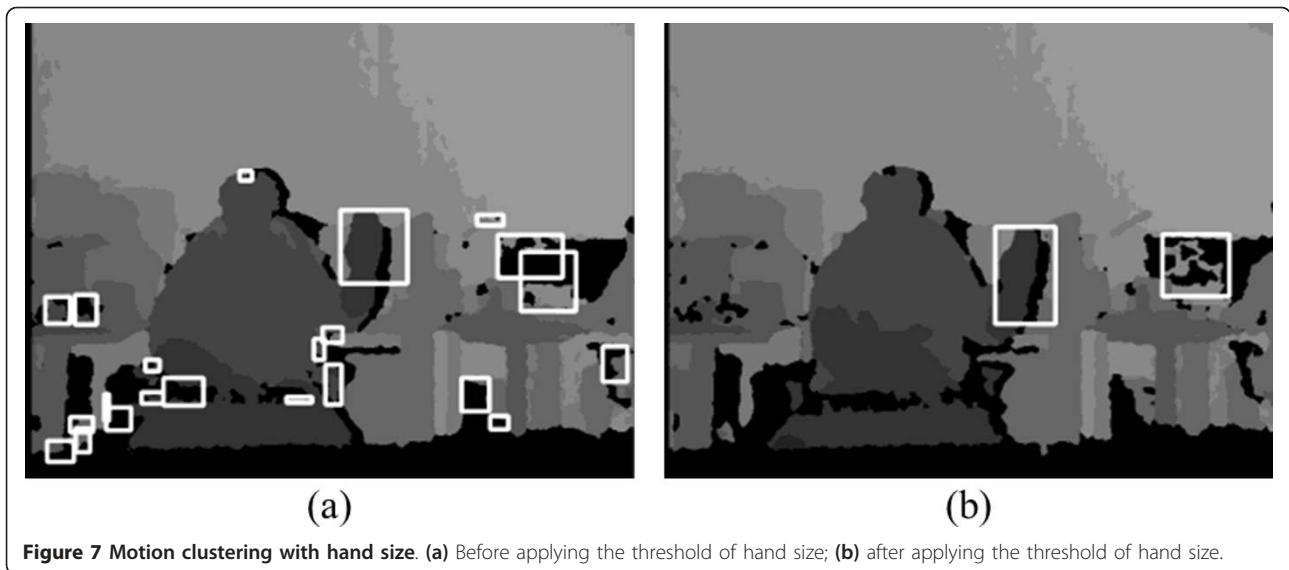 (a)
(b)
Figure 7 Motion clustering with hand size. (a) Before applying the threshold of hand size; (b) after applying the threshold of hand size.